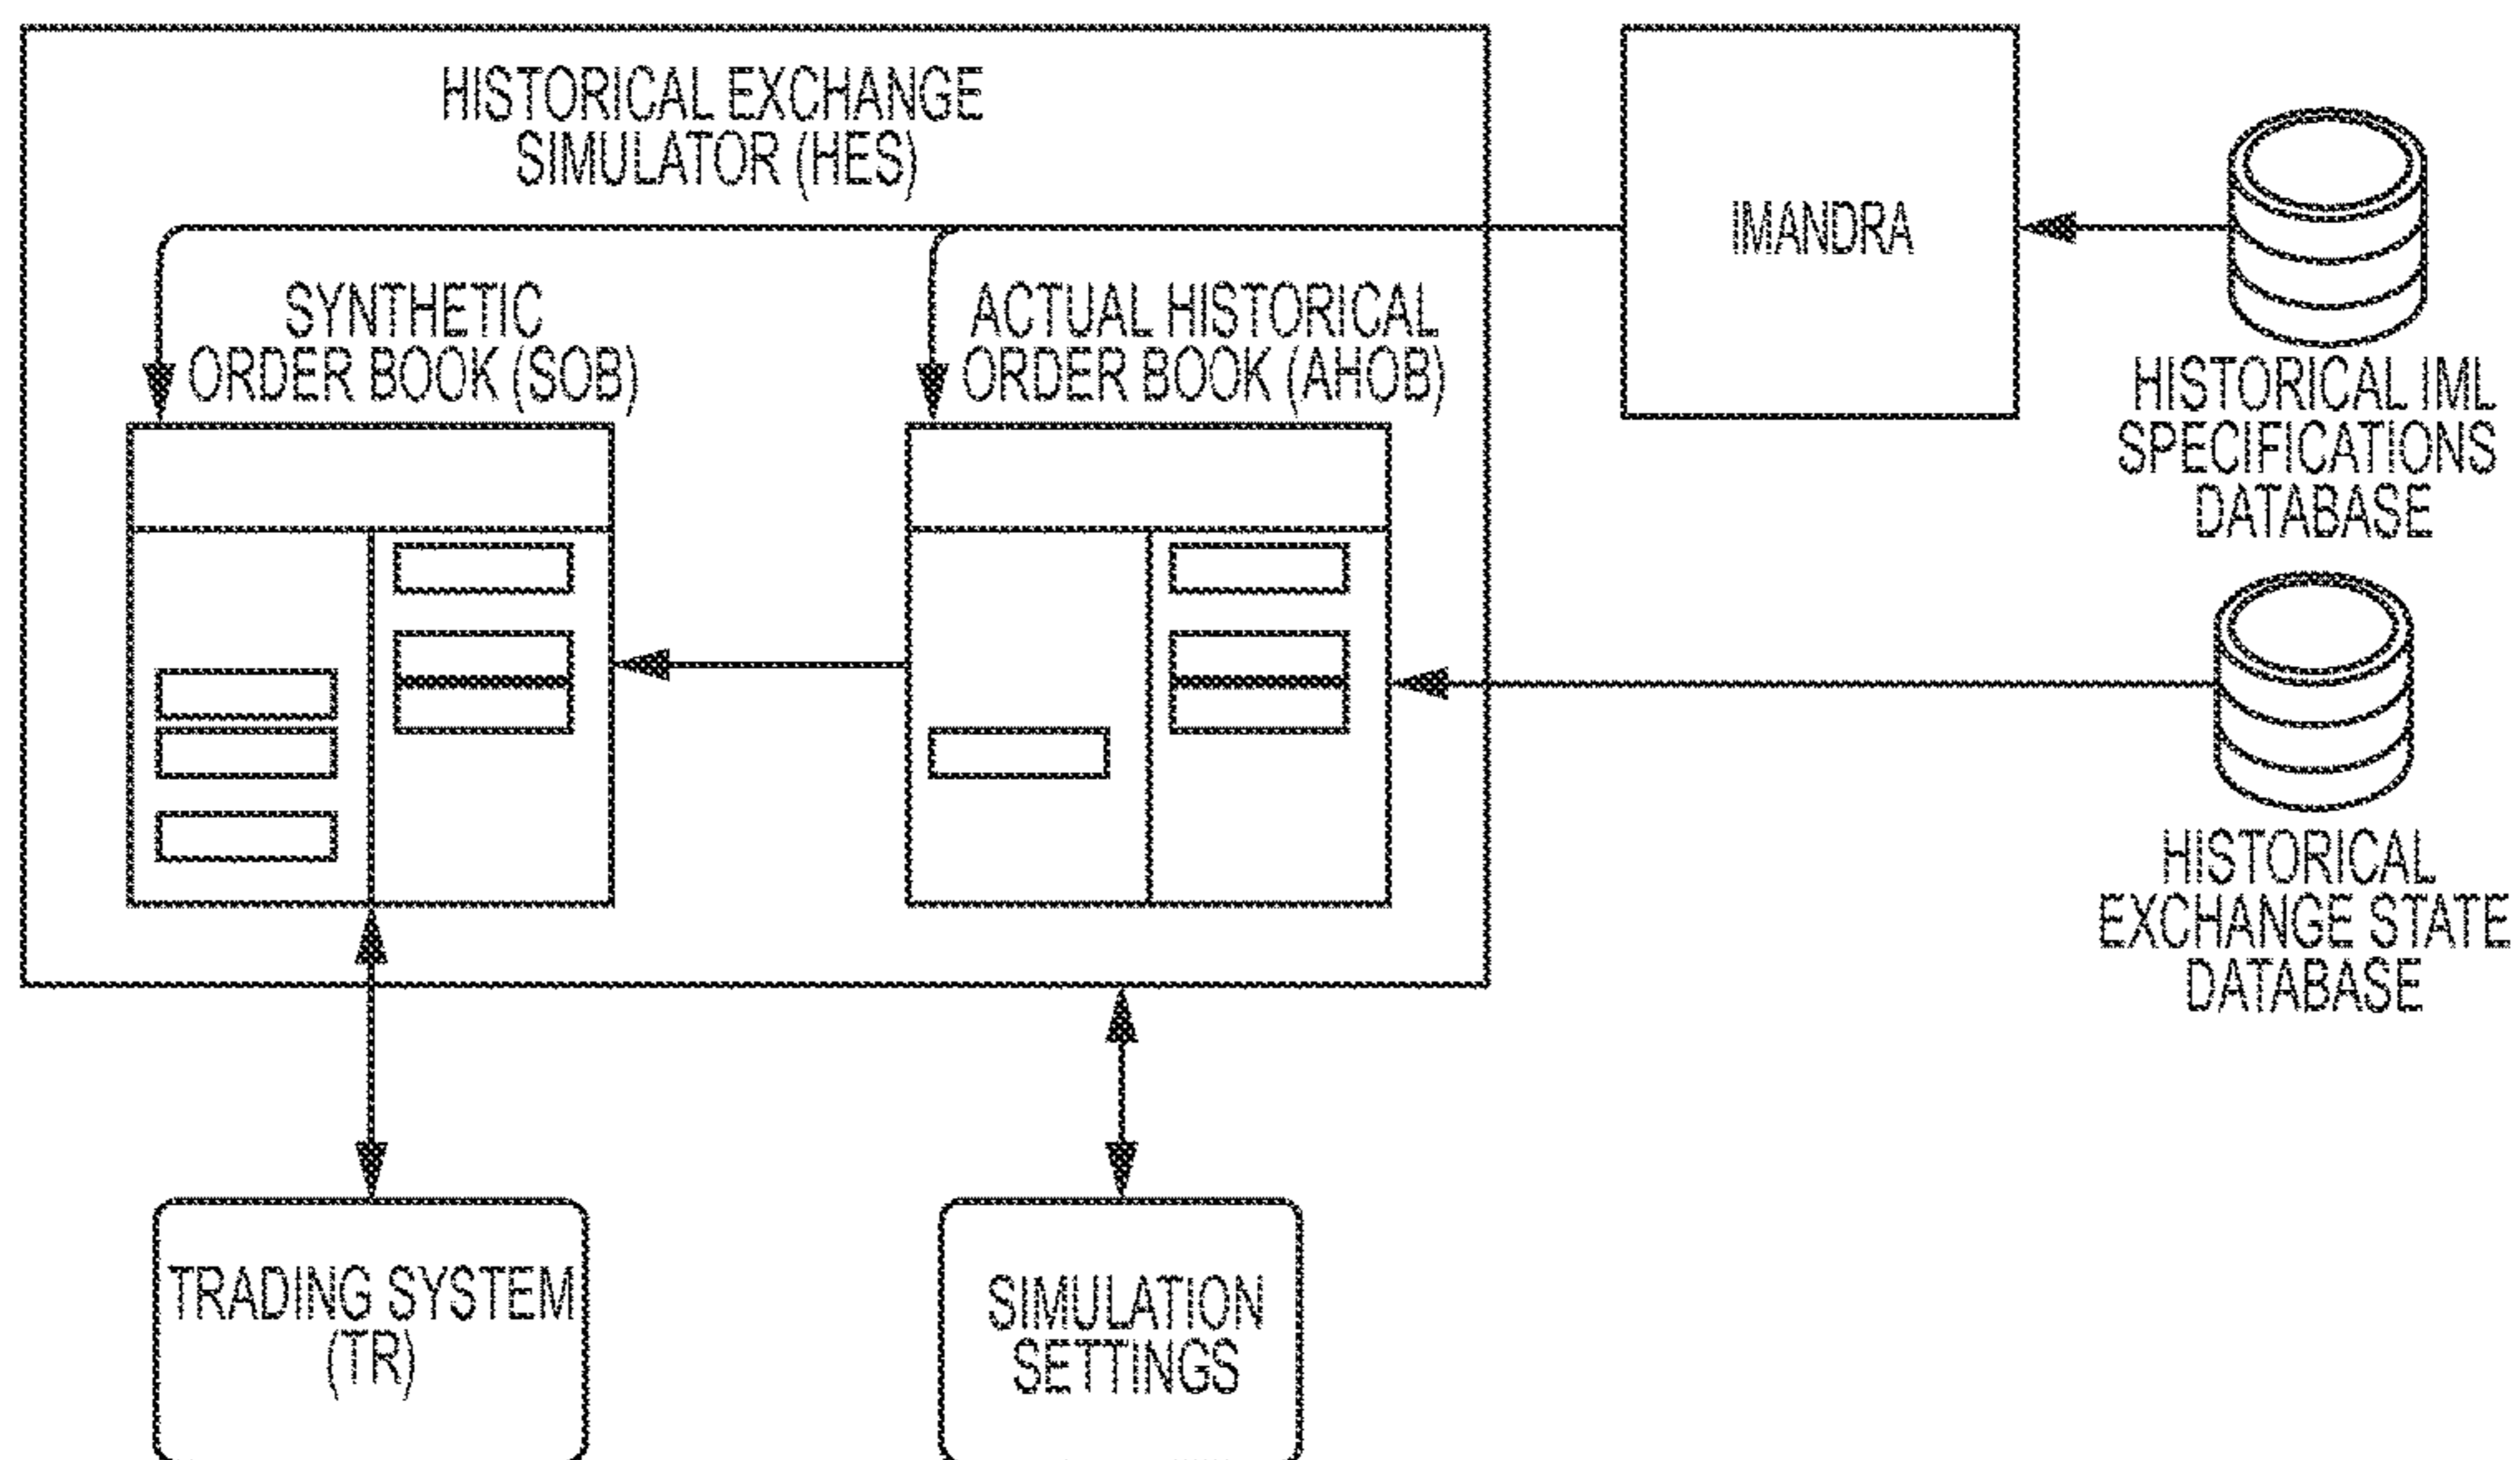 HISTORICAL EXCHANGE
SIMULATOR (HES)
IMANDRA
SYNTHETIC
ORDER BOOK (SOB)
ACTUAL HISTORICAL
ORDER BOOK (AHOB)
HISTORICAL IML
SPECIFICATIONS
DATABASE
HISTORICAL
EXCHANGE STATE
DATABASE
TRADING SYSTEM
(TR)
SIMULATION
SETTINGS